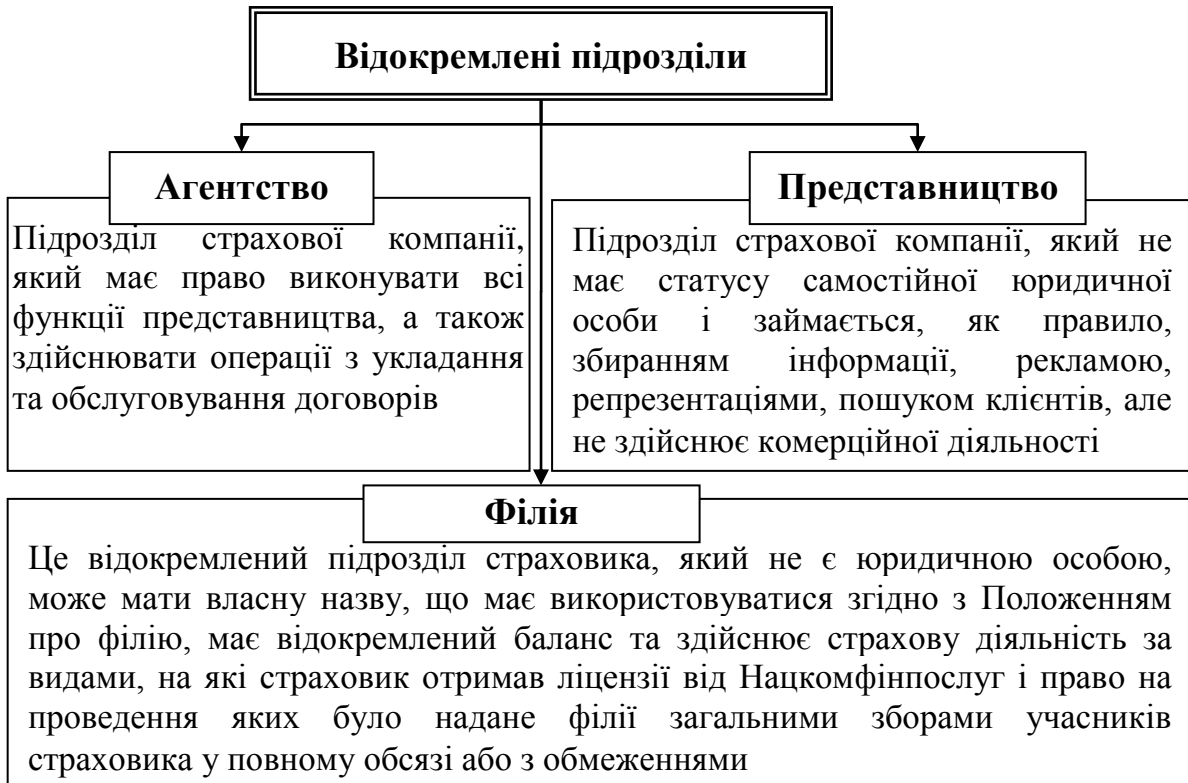 Відокремлені підрозділи
Агентство
Підрозділ страхової компанії,
який має право виконувати всі
функції представництва, а також
здійснювати операції з укладання
та обслуговування договорів
Представництво
Підрозділ страхової компанії, який не
має статусу самостійної юридичної
особи і займається, як правило,
збиранням інформації, рекламою,
репрезентаціями, пошуком клієнтів, але
не здійснює комерційної діяльності
Філія
Це відокремлений підрозділ страховика, який не є юридичною особою,
може мати власну назву, що має використовуватися згідно з Положенням
про філію, має відокремлений баланс та здійснює страхову діяльність за
видами, на які страховик отримав ліцензії від Нацкомфінпослуг і право на
проведення яких було надане філії загальними зборами учасників
страховика у повному обсязі або з обмеженнями